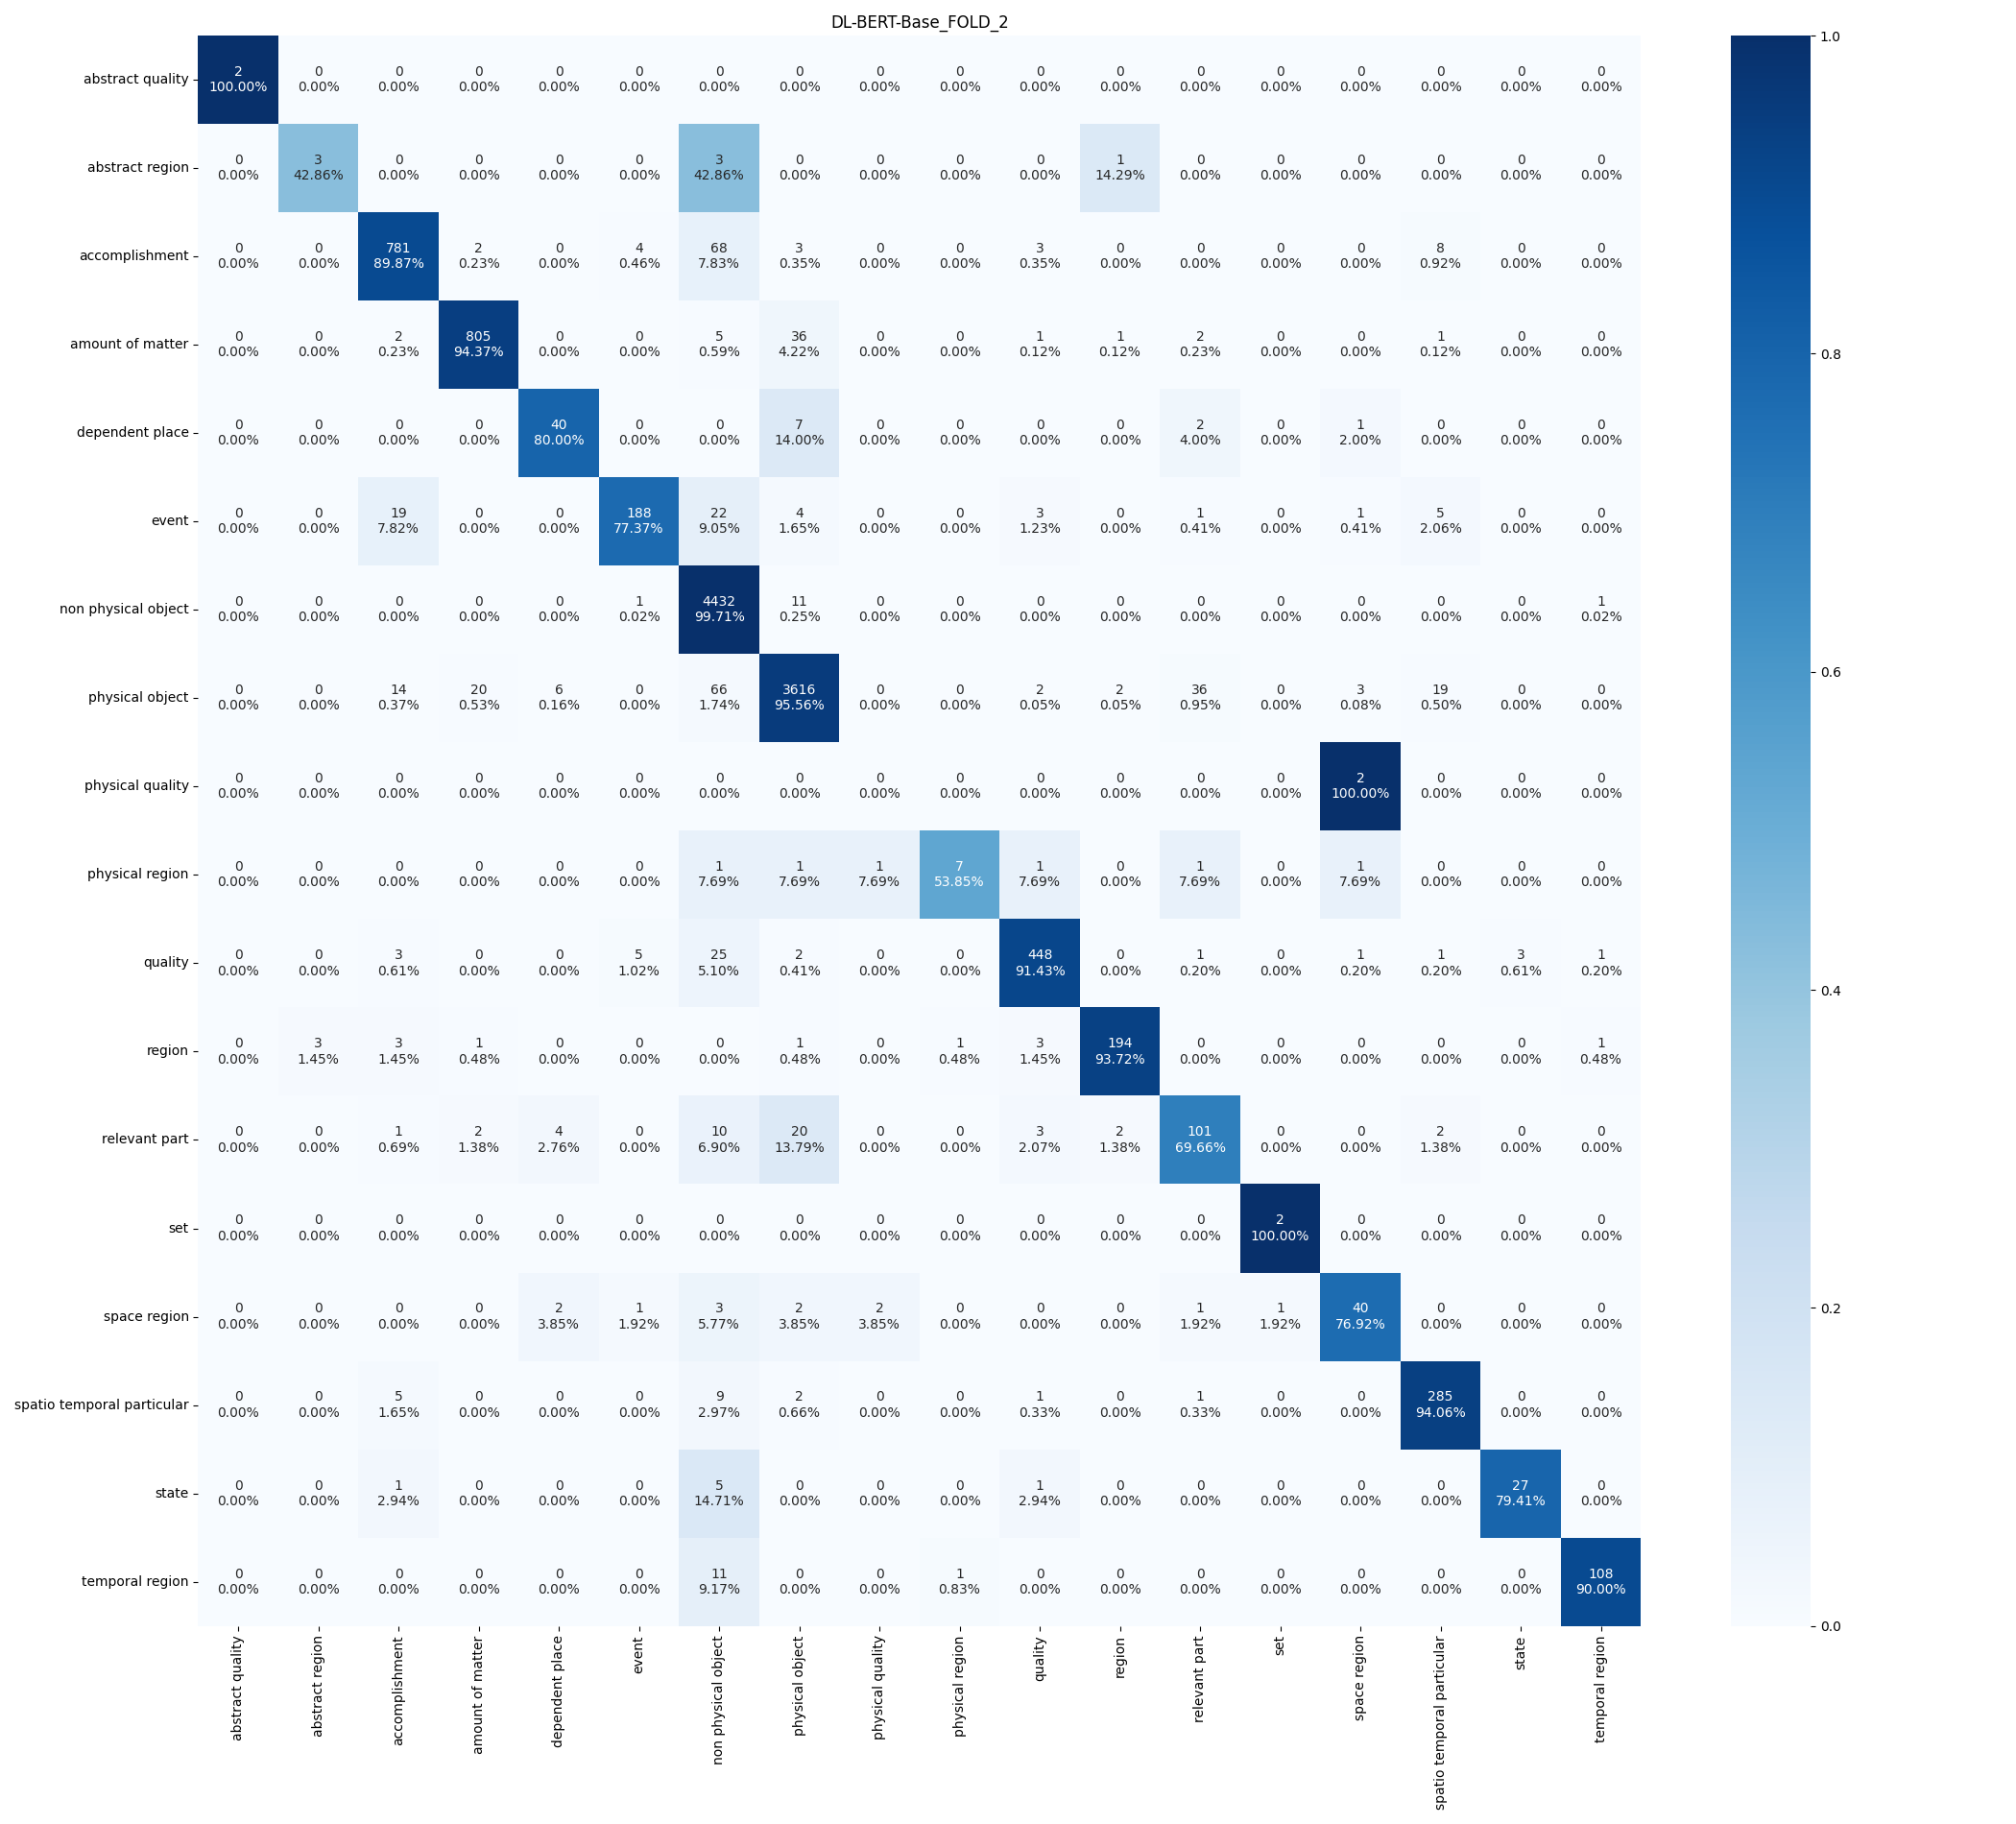 DL-BERT-Base_FOLD_2
abstract quality
2 0 0 0 0 0 0 0 0 0 0 0 0 0 0 0 0 0
100.00% 0.00% 0.00% 0.00% 0.00% 0.00% 0.00% 0.00% 0.00% 0.00% 0.00% 0.00% 0.00% 0.00% 0.00% 0.00% 0.00% 0.00%
abstract region
0 3 0 0 0 0 3 0 0 0 0 1 0 0 0 0 0 0
0.00% 42.86% 0.00% 0.00% 0.00% 0.00% 42.86% 0.00% 0.00% 0.00% 0.00% 14.29% 0.00% 0.00% 0.00% 0.00% 0.00% 0.00%
accomplishment
0 0 781 2 0 4 68 3 0 0 3 0 0 0 0 8 0 0
0.00% 0.00% 89.87% 0.23% 0.00% 0.46% 7.83% 0.35% 0.00% 0.00% 0.35% 0.00% 0.00% 0.00% 0.00% 0.92% 0.00% 0.00%
amount of matter
0 0 2 805 0 0 5 36 0 0 1 1 2 0 0 1 0 0
0.00% 0.00% 0.23% 94.37% 0.00% 0.00% 0.59% 4.22% 0.00% 0.00% 0.12% 0.12% 0.23% 0.00% 0.00% 0.12% 0.00% 0.00%
dependent place
0 0 0 0 40 0 0 7 0 0 0 0 2 0 1 0 0 0
0.00% 0.00% 0.00% 0.00% 80.00% 0.00% 0.00% 14.00% 0.00% 0.00% 0.00% 0.00% 4.00% 0.00% 2.00% 0.00% 0.00% 0.00%
event
0 0 19 0 0 188 22 4 0 0 3 0 1 0 1 5 0 0
0.00% 0.00% 7.82% 0.00% 0.00% 77.37% 9.05% 1.65% 0.00% 0.00% 1.23% 0.00% 0.41% 0.00% 0.41% 2.06% 0.00% 0.00%
non physical object
0 0 0 0 0 1 4432 11 0 0 0 0 0 0 0 0 0 1
0.00% 0.00% 0.00% 0.00% 0.00% 0.02% 99.71% 0.25% 0.00% 0.00% 0.00% 0.00% 0.00% 0.00% 0.00% 0.00% 0.00% 0.02%
physical object
0 0 14 20 6 0 66 3616 0 0 2 2 36 0 3 19 0 0
0.00% 0.00% 0.37% 0.53% 0.16% 0.00% 1.74% 95.56% 0.00% 0.00% 0.05% 0.05% 0.95% 0.00% 0.08% 0.50% 0.00% 0.00%
physical quality
0 0 0 0 0 0 0 0 0 0 0 0 0 0 2 0 0 0
0.00% 0.00% 0.00% 0.00% 0.00% 0.00% 0.00% 0.00% 0.00% 0.00% 0.00% 0.00% 0.00% 0.00% 100.00% 0.00% 0.00% 0.00%
physical region
0 0 0 0 0 0 1 1 1 7 1 0 1 0 1 0 0 0
0.00% 0.00% 0.00% 0.00% 0.00% 0.00% 7.69% 7.69% 7.69% 53.85% 7.69% 0.00% 7.69% 0.00% 7.69% 0.00% 0.00% 0.00%
quality
0 0 3 0 0 5 25 2 0 0 448 0 1 0 1 1 3 1
0.00% 0.00% 0.61% 0.00% 0.00% 1.02% 5.10% 0.41% 0.00% 0.00% 91.43% 0.00% 0.20% 0.00% 0.20% 0.20% 0.61% 0.20%
region
0 3 3 1 0 0 0 1 0 1 3 194 0 0 0 0 0 1
0.00% 1.45% 1.45% 0.48% 0.00% 0.00% 0.00% 0.48% 0.00% 0.48% 1.45% 93.72% 0.00% 0.00% 0.00% 0.00% 0.00% 0.48%
relevant part
0 0 1 2 4 0 10 20 0 0 3 2 101 0 0 2 0 0
0.00% 0.00% 0.69% 1.38% 2.76% 0.00% 6.90% 13.79% 0.00% 0.00% 2.07% 1.38% 69.66% 0.00% 0.00% 1.38% 0.00% 0.00%
set
0 0 0 0 0 0 0 0 0 0 0 0 0 2 0 0 0 0
0.00% 0.00% 0.00% 0.00% 0.00% 0.00% 0.00% 0.00% 0.00% 0.00% 0.00% 0.00% 0.00% 100.00% 0.00% 0.00% 0.00% 0.00%
space region
0 0 0 0 2 1 3 2 2 0 0 0 1 1 40 0 0 0
0.00% 0.00% 0.00% 0.00% 3.85% 1.92% 5.77% 3.85% 3.85% 0.00% 0.00% 0.00% 1.92% 1.92% 76.92% 0.00% 0.00% 0.00%
spatio temporal particular
0 0 5 0 0 0 9 2 0 0 1 0 1 0 0 285 0 0
0.00% 0.00% 1.65% 0.00% 0.00% 0.00% 2.97% 0.66% 0.00% 0.00% 0.33% 0.00% 0.33% 0.00% 0.00% 94.06% 0.00% 0.00%
state
0 0 1 0 0 0 5 0 0 0 1 0 0 0 0 0 27 0
0.00% 0.00% 2.94% 0.00% 0.00% 0.00% 14.71% 0.00% 0.00% 0.00% 2.94% 0.00% 0.00% 0.00% 0.00% 0.00% 79.41% 0.00%
temporal region
0 0 0 0 0 0 11 0 0 1 0 0 0 0 0 0 0 108
0.00% 0.00% 0.00% 0.00% 0.00% 0.00% 9.17% 0.00% 0.00% 0.83% 0.00% 0.00% 0.00% 0.00% 0.00% 0.00% 0.00% 90.00%
abstract quality
abstract region
accomplishment
amount of matter
dependent place
event
non physical object
physical object
physical quality
physical region
quality
region
relevant part
set
space region
spatio temporal particular
state
temporal region
1.0
0.8
0.6
0.4
0.2
0.0